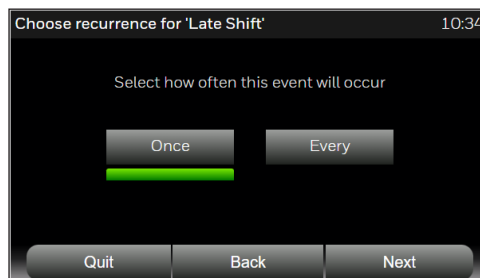 Choose recurrence for 'Late Shift' 10:34
Select how often this event will occur
Once Every
Quit Back Next